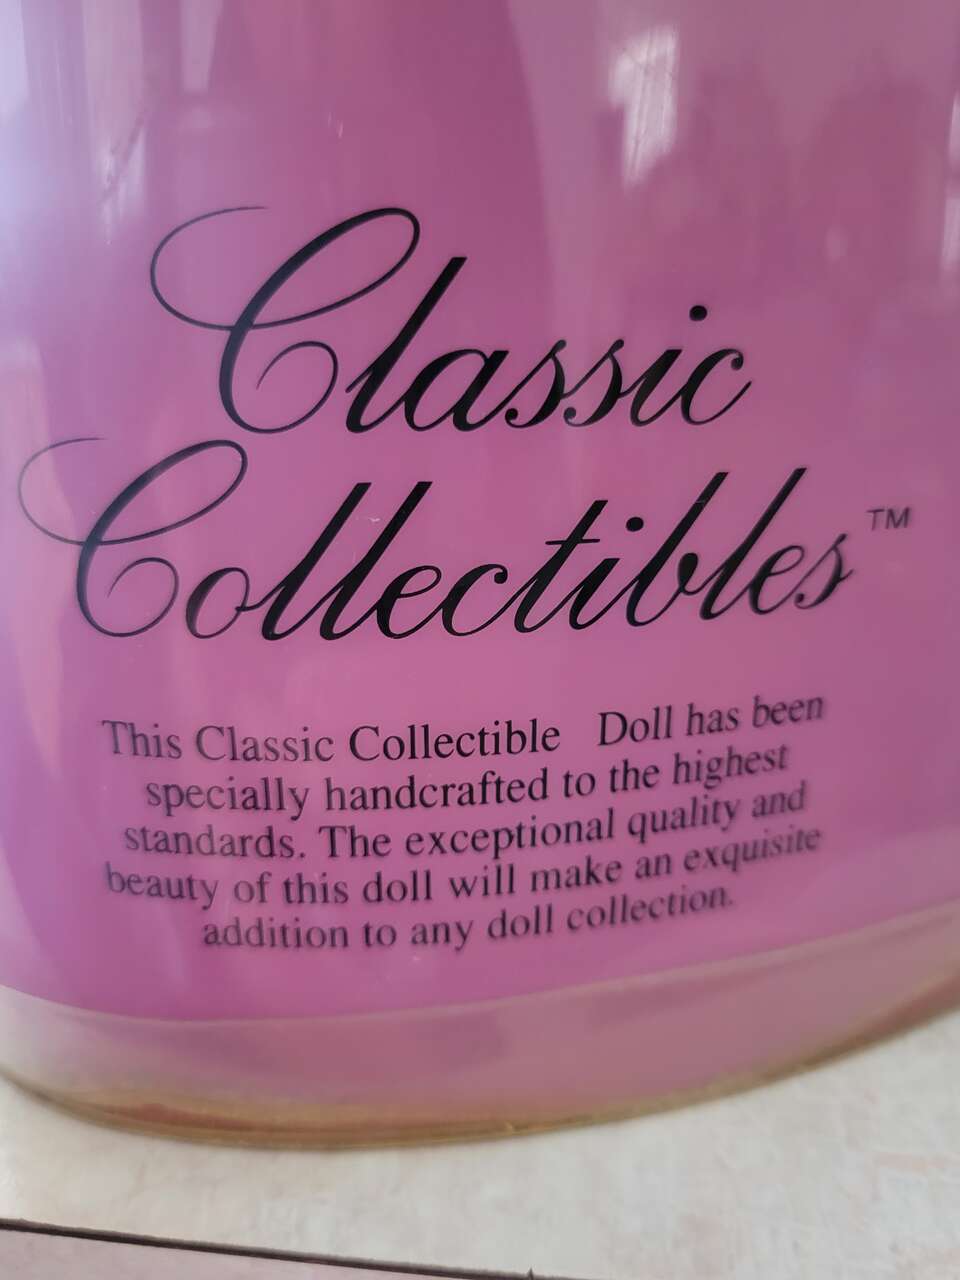 Classic
Collectibles™
This Classic Collectible Doll has been
specially handcrafted to the highest
standards. The exceptional quality and
beauty of this doll will make an exquisite
addition to any doll collection.